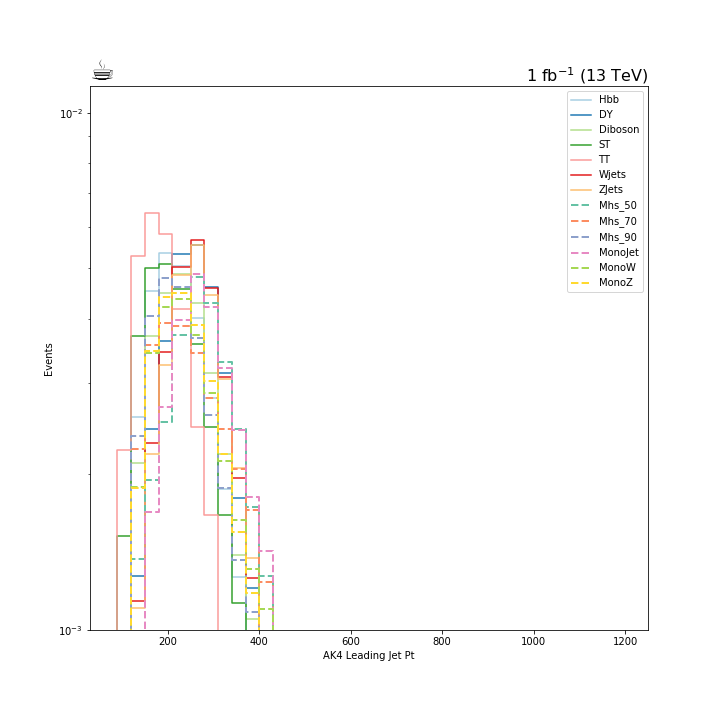 ☕ 1 fb⁻¹ (13 TeV)
Hbb
DY
Diboson
ST
TT
Wjets
ZJets
Mhs_50
Mhs_70
Mhs_90
MonoJet
MonoW
MonoZ
Events
10⁻²
10⁻³
200 400 600 800 1000 1200
AK4 Leading Jet Pt